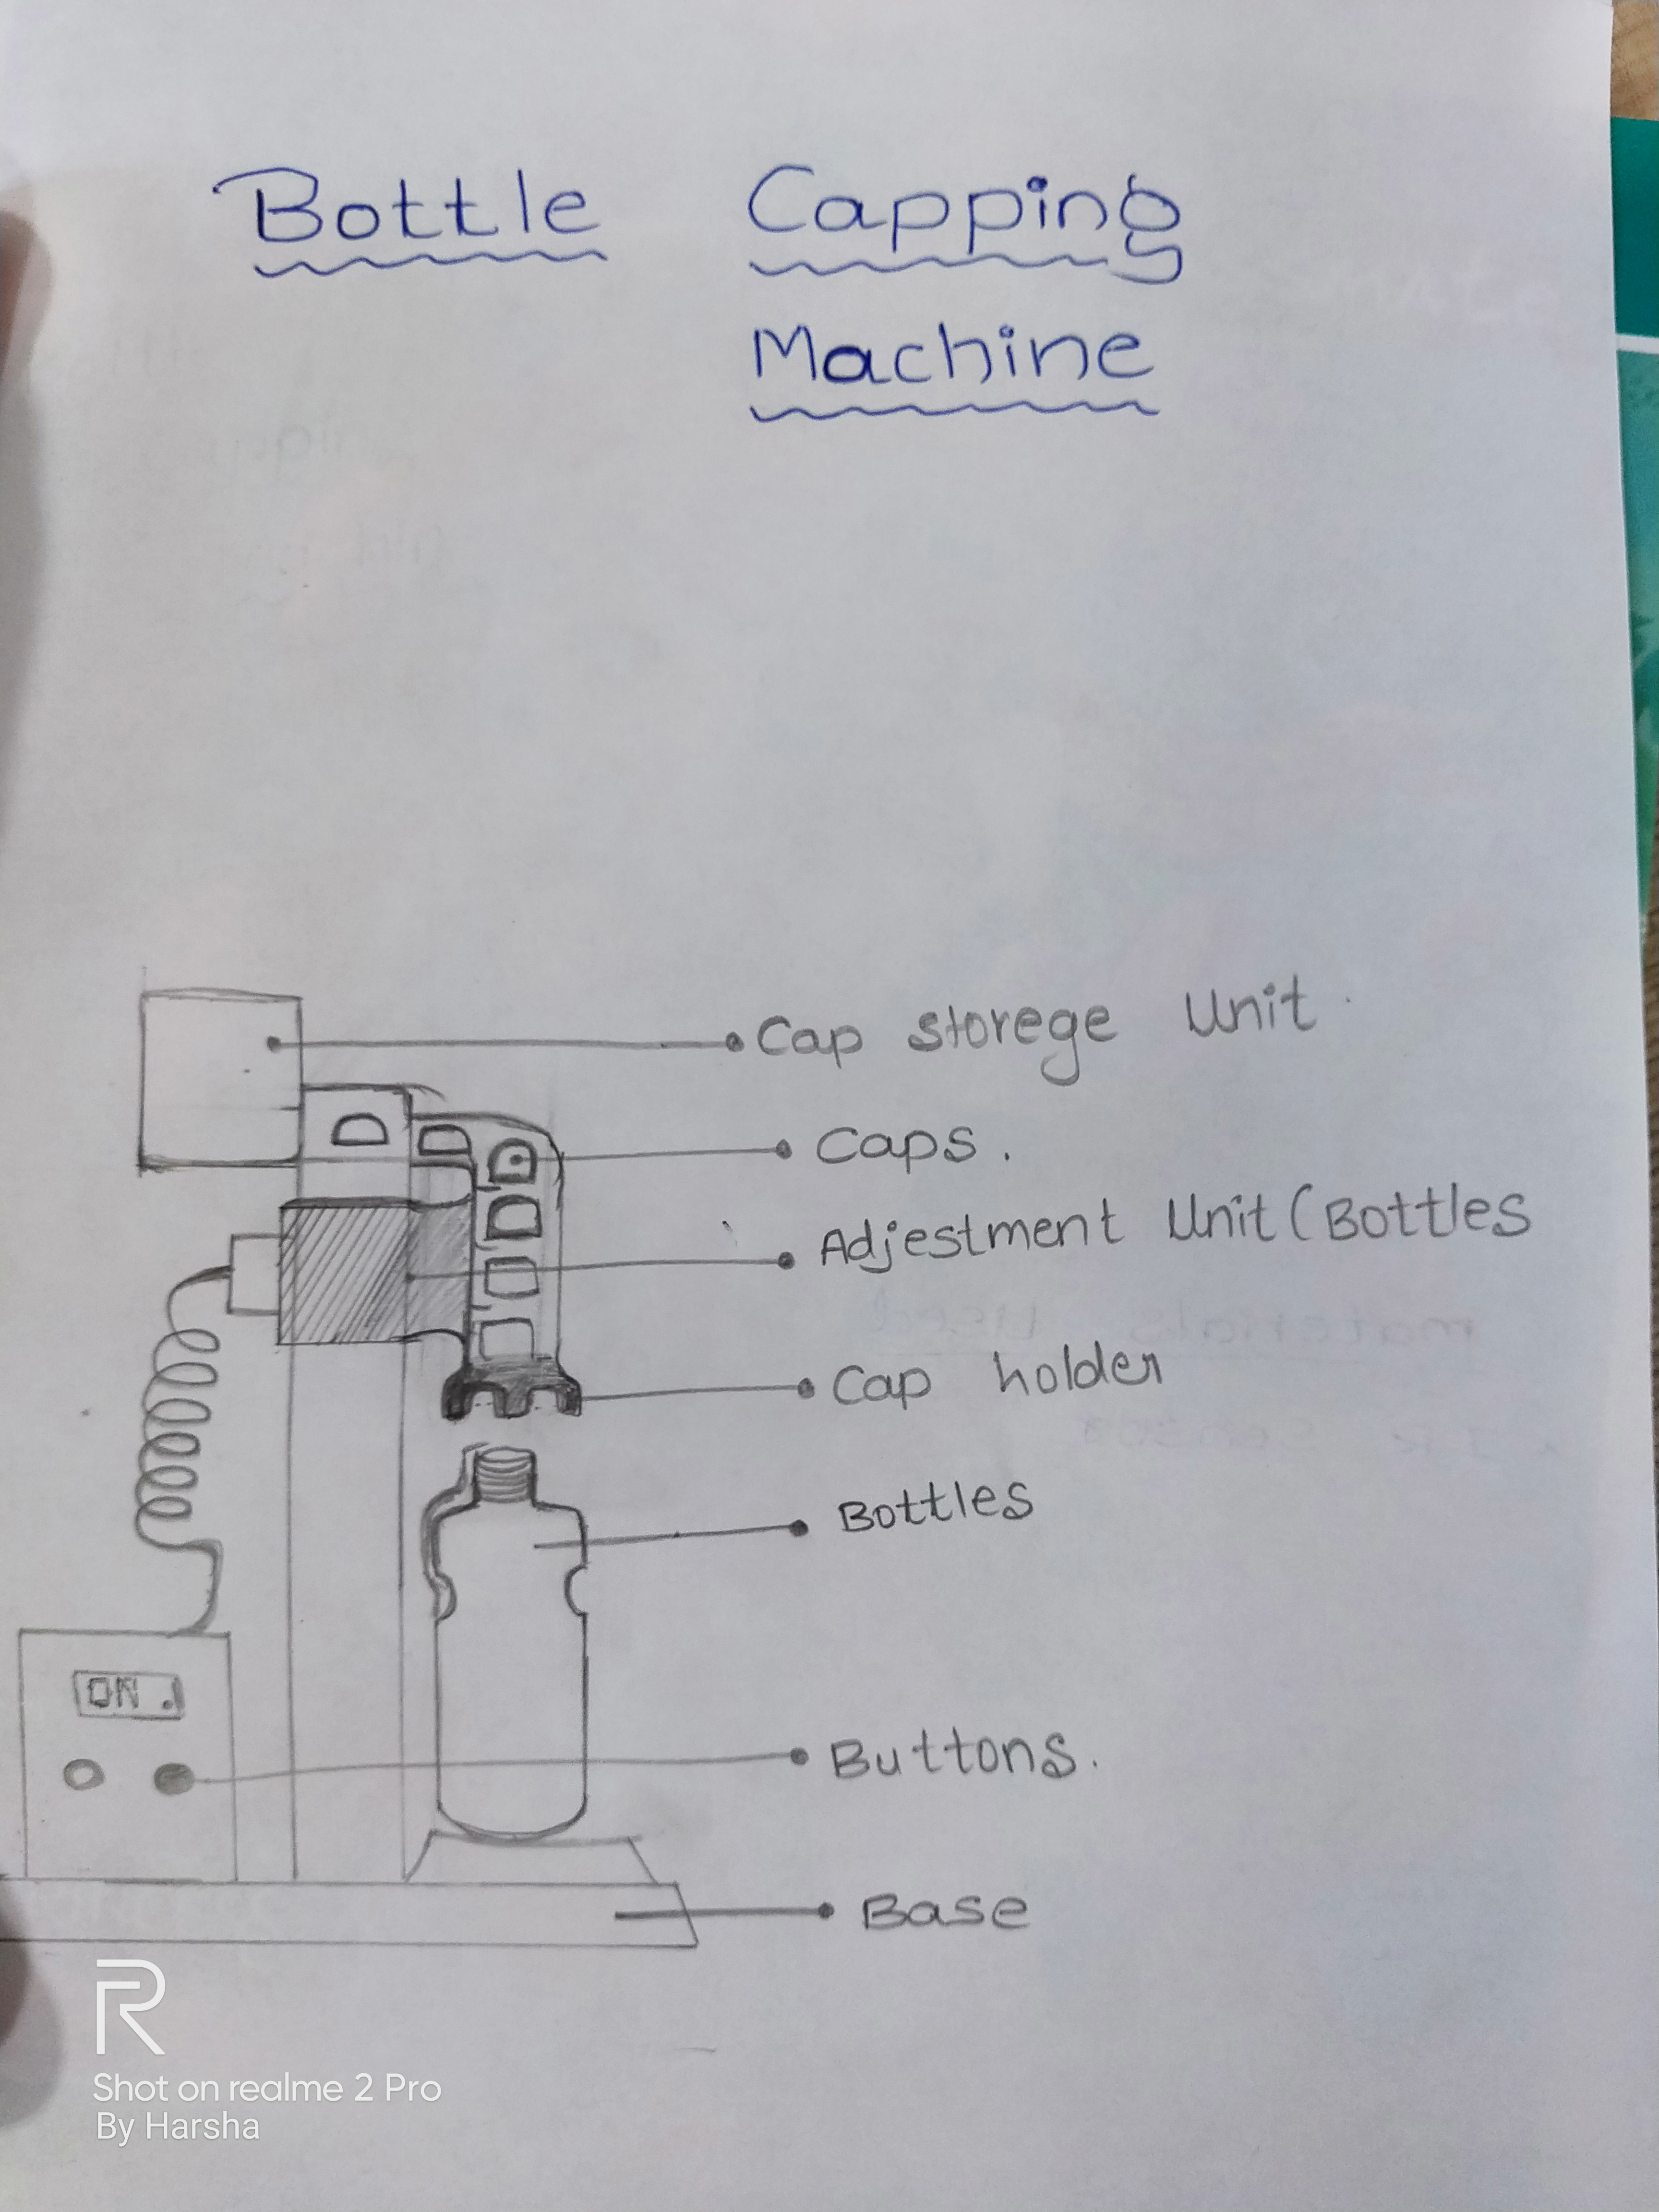 Bottle Capping
Machine
Cap storege Unit.
Caps.
Adjestment Unit (Bottles
Cap holder
Bottles
ON.
Buttons.
Base
Shot on realme 2 Pro
By Harsha